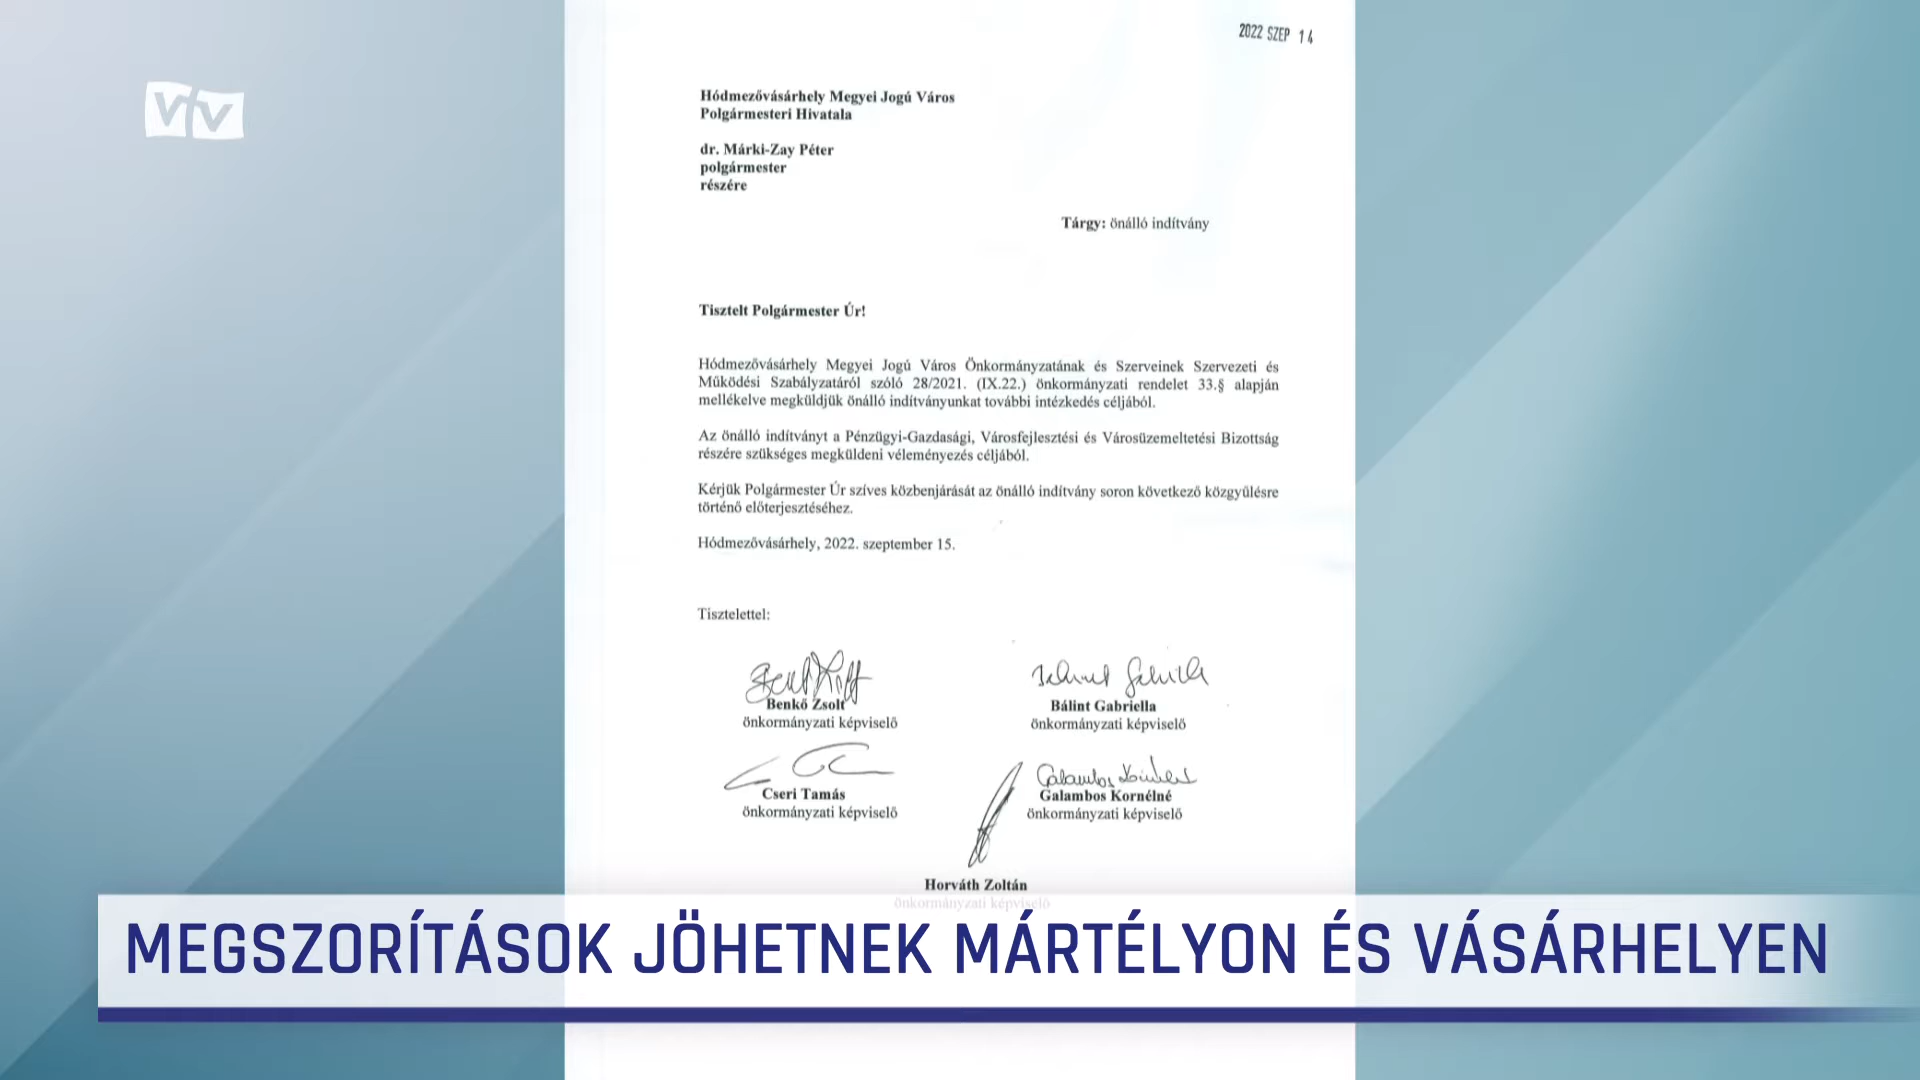 2022 SZEP 14
VV
Hódmezővásárhely Megyei Jogú Város
Polgármesteri Hivatala
dr. Márki-Zay Péter
polgármester
részére
Tárgy: önálló indítvány
Tisztelt Polgármester Úr!
Hódmezővásárhely Megyei Jogú Város Önkormányzatának és Szerveinek Szervezeti és
Működési Szabályzatáról szóló 28/2021. (IX.22.) önkormányzati rendelet 33.§ alapján
mellékelve megküldjük önálló indítványunkat további intézkedés céljából.
Az önálló indítványt a Pénzügyi-Gazdasági, Városfejlesztési és Városüzemeltetési Bizottság
részére szükséges megküldeni véleményezés céljából.
Kérjük Polgármester Úr szíves közbenjárását az önálló indítvány soron következő közgyűlésre
történő előterjesztéséhez.
Hódmezővásárhely, 2022. szeptember 15.
Tisztelettel:
Benkő Zsolt
önkormányzati képviselő
Bálint Gabriella
önkormányzati képviselő
Cseri Tamás
önkormányzati képviselő
Galambos Kornélné
önkormányzati képviselő
Horváth Zoltán
önkormányzati képviselő
MEGSZORÍTÁSOK JÖHETNEK MÁRTÉLYON ÉS VÁSÁRHELYEN